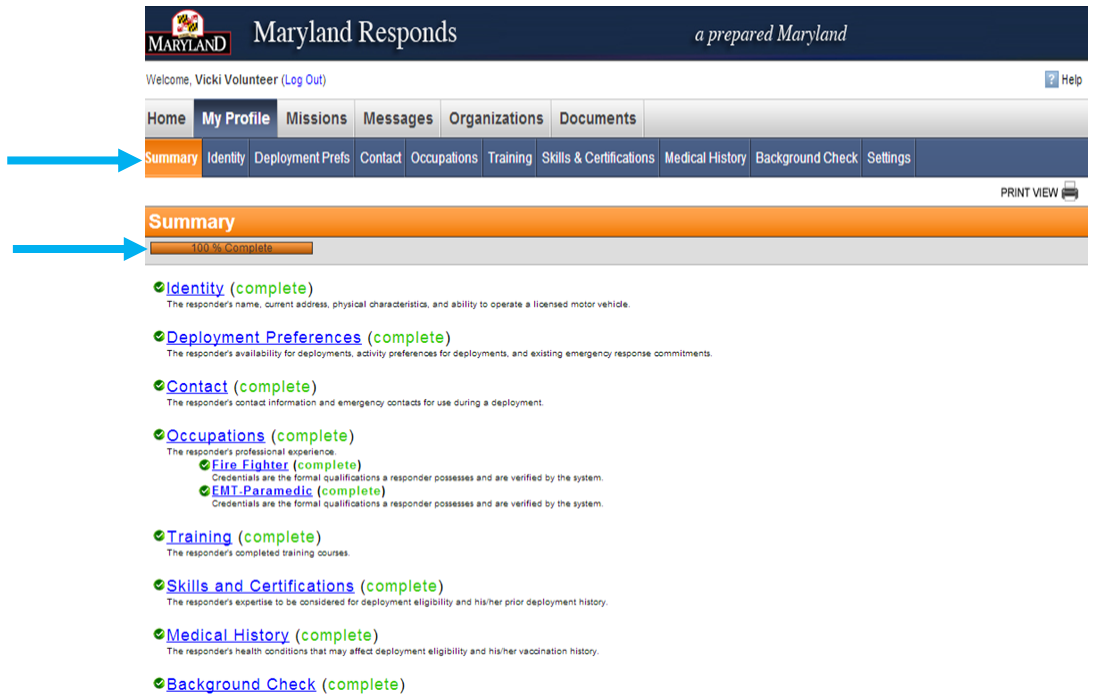 MARYLAND Maryland Responds a prepared Maryland
Welcome, Vicki Volunteer (Log Out) ? Help
Home My Profile Missions Messages Organizations Documents
Summary Identity Deployment Prefs Contact Occupations Training Skills & Certifications Medical History Background Check Settings
PRINT VIEW
Summary
100 % Complete
Identity (complete)
The responder's name, current address, physical characteristics, and ability to operate a licensed motor vehicle.
Deployment Preferences (complete)
The responder's availability for deployments, activity preferences for deployments, and existing emergency response commitments.
Contact (complete)
The responder's contact information and emergency contacts for use during a deployment.
Occupations (complete)
The responder's professional experience.
Fire Fighter (complete)
Credentials are the formal qualifications a responder possesses and are verified by the system.
EMT-Paramedic (complete)
Credentials are the formal qualifications a responder possesses and are verified by the system.
Training (complete)
The responder's completed training courses.
Skills and Certifications (complete)
The responder's expertise to be considered for deployment eligibility and his/her prior deployment history.
Medical History (complete)
The responder's health conditions that may affect deployment eligibility and his/her vaccination history.
Background Check (complete)